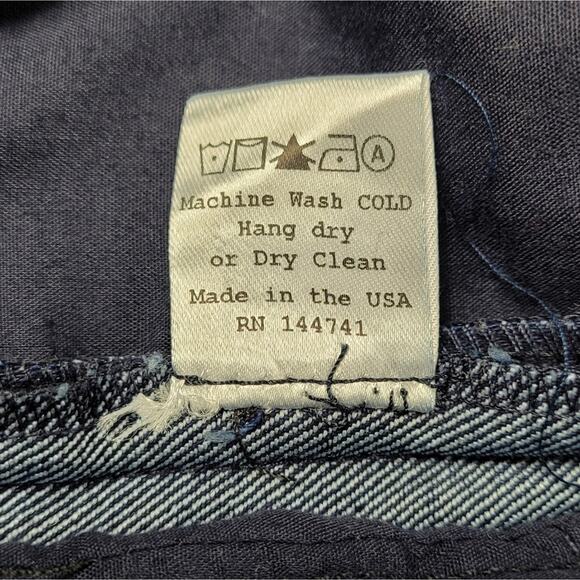 A
Machine Wash COLD
Hang dry
or Dry Clean
Made in the USA
RN 144741